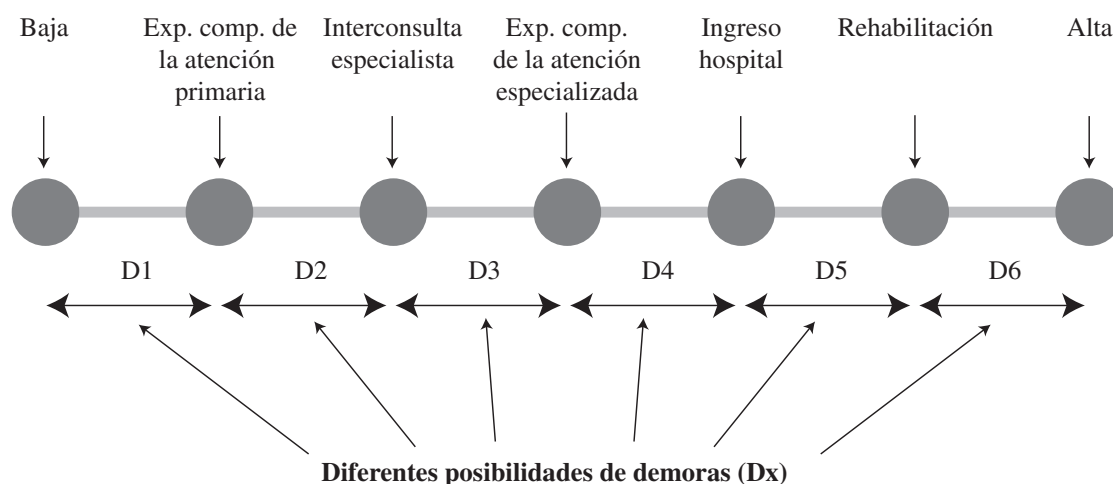 Baja
Exp. comp. de
la atención
primaria
Interconsulta
especialista
Exp. comp.
de la atención
especializada
Ingreso
hospital
Rehabilitación
Alta
D1
D2
D3
D4
D5
D6
Diferentes posibilidades de demoras (Dx)